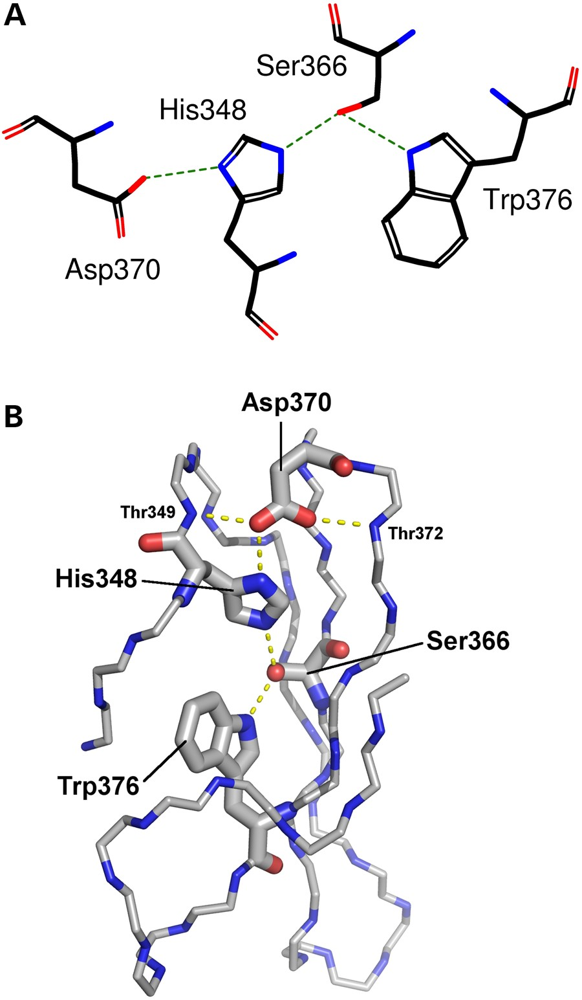 A
Ser366
His348
Trp376
Asp370
B
Asp370
Thr349
Thr372
His348
Ser366
Trp376